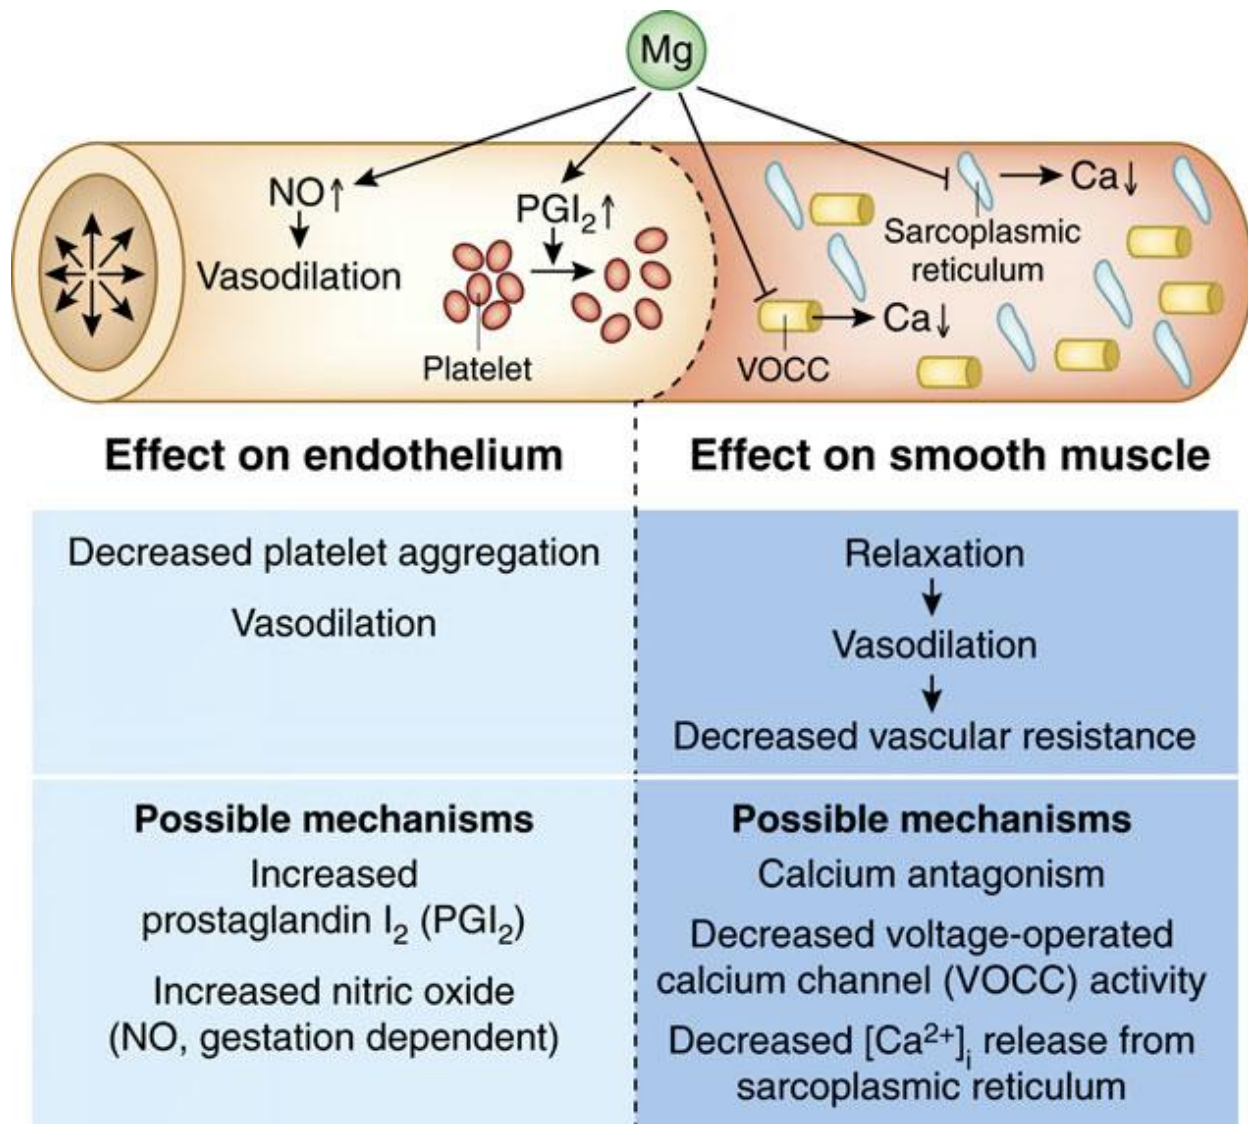 Mg
NO↑
Vasodilation
PGI₂↑
Platelet
Ca↓
Sarcoplasmic
reticulum
Ca↓
VOCC
Effect on endothelium
Decreased platelet aggregation
Vasodilation
Possible mechanisms
Increased
prostaglandin I₂ (PGI₂)
Increased nitric oxide
(NO, gestation dependent)
Effect on smooth muscle
Relaxation
Vasodilation
Decreased vascular resistance
Possible mechanisms
Calcium antagonism
Decreased voltage-operated
calcium channel (VOCC) activity
Decreased [Ca²⁺]ᵢ release from
sarcoplasmic reticulum